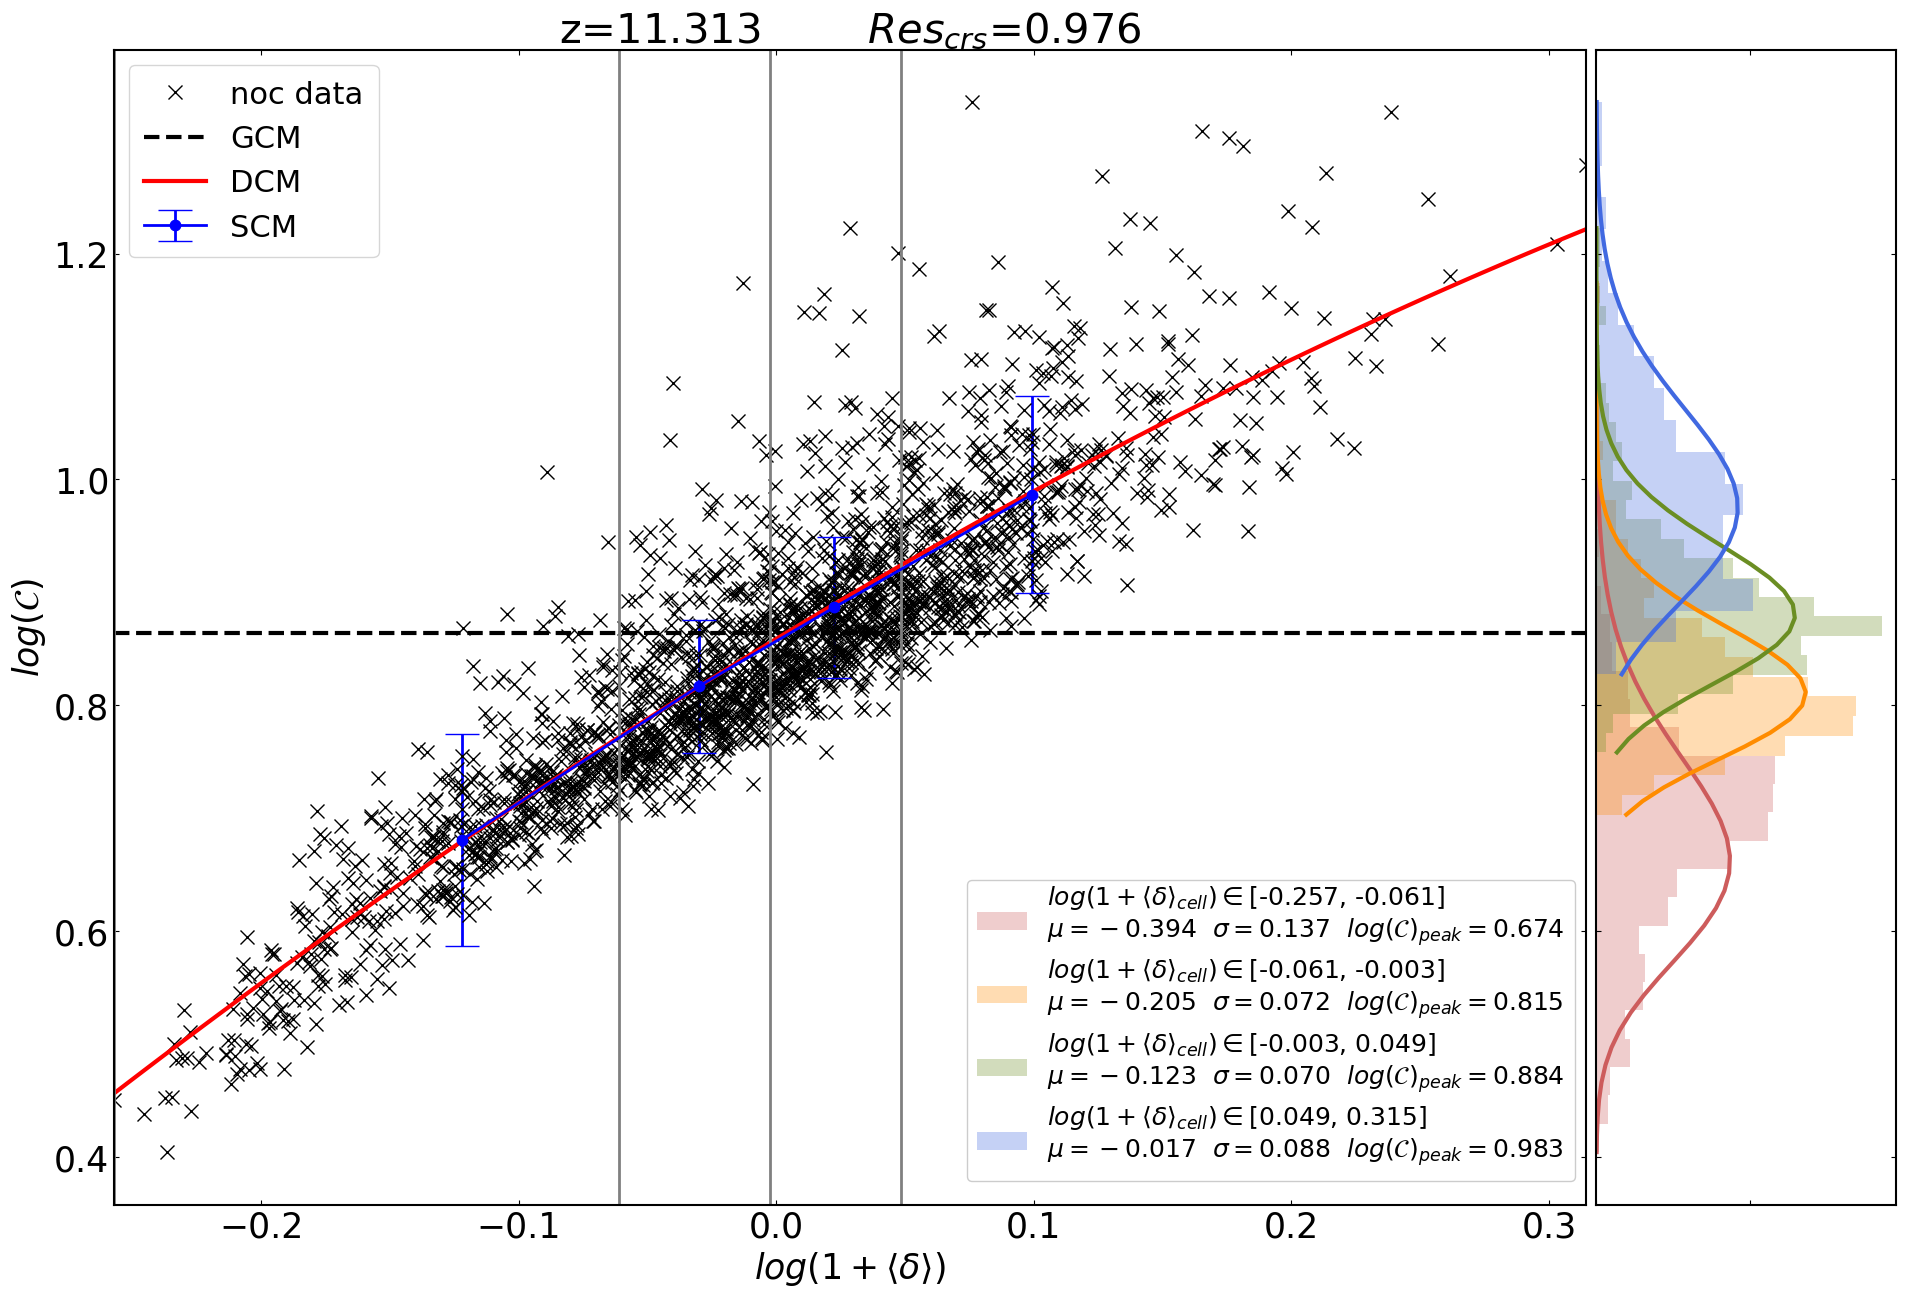 z=11.313 Res_crs=0.976
noc data
GCM
DCM
SCM
log(𝒞)
1.2
1.0
0.8
0.6
0.4
log(1 + ⟨δ⟩_cell) ∈ [-0.257, -0.061]
μ = −0.394 σ = 0.137 log(𝒞)_peak = 0.674
log(1 + ⟨δ⟩_cell) ∈ [-0.061, -0.003]
μ = −0.205 σ = 0.072 log(𝒞)_peak = 0.815
log(1 + ⟨δ⟩_cell) ∈ [-0.003, 0.049]
μ = −0.123 σ = 0.070 log(𝒞)_peak = 0.884
log(1 + ⟨δ⟩_cell) ∈ [0.049, 0.315]
μ = −0.017 σ = 0.088 log(𝒞)_peak = 0.983
−0.2 −0.1 0.0 0.1 0.2 0.3
log(1 + ⟨δ⟩)